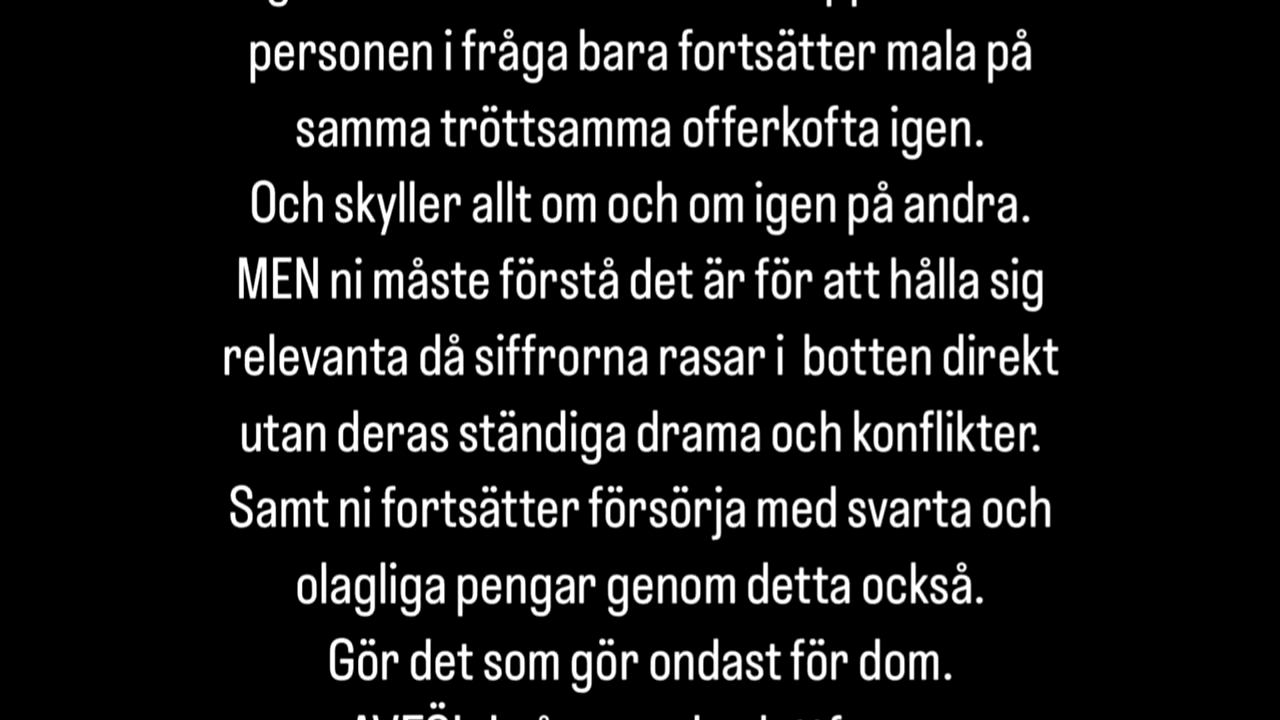 personen i fråga bara fortsätter mala på
samma tröttsamma offerkofta igen.
Och skyller allt om och om igen på andra.
MEN ni måste förstå det är för att hålla sig
relevanta då siffrorna rasar i  botten direkt
utan deras ständiga drama och konflikter.
Samt ni fortsätter försörja med svarta och
olagliga pengar genom detta också.
Gör det som gör ondast för dom.